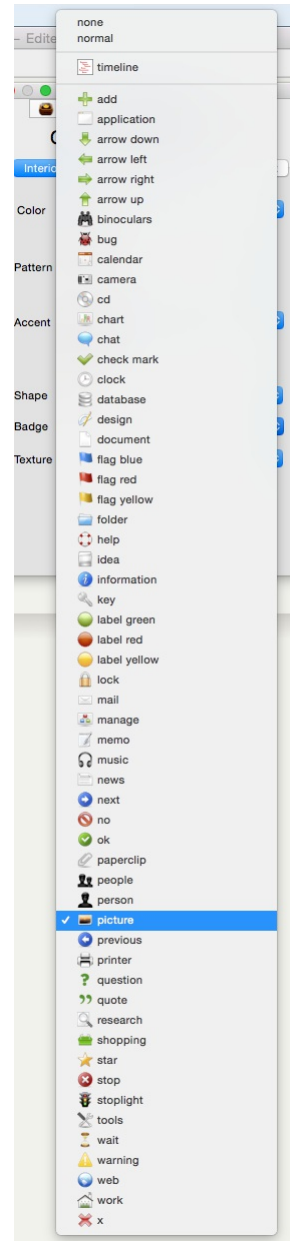 none
normal
– Edite
timeline
add
application
arrow down
Interio
arrow left
arrow right
arrow up
Color
binoculars
bug
calendar
Pattern
camera
cd
Accent
chart
chat
check mark
clock
Shape
database
design
Badge
document
Texture
flag blue
flag red
flag yellow
folder
help
idea
information
key
label green
label red
label yellow
lock
mail
manage
memo
music
news
next
no
ok
paperclip
people
person
✓ picture
previous
printer
question
quote
research
shopping
star
stop
stoplight
tools
wait
warning
web
work
x